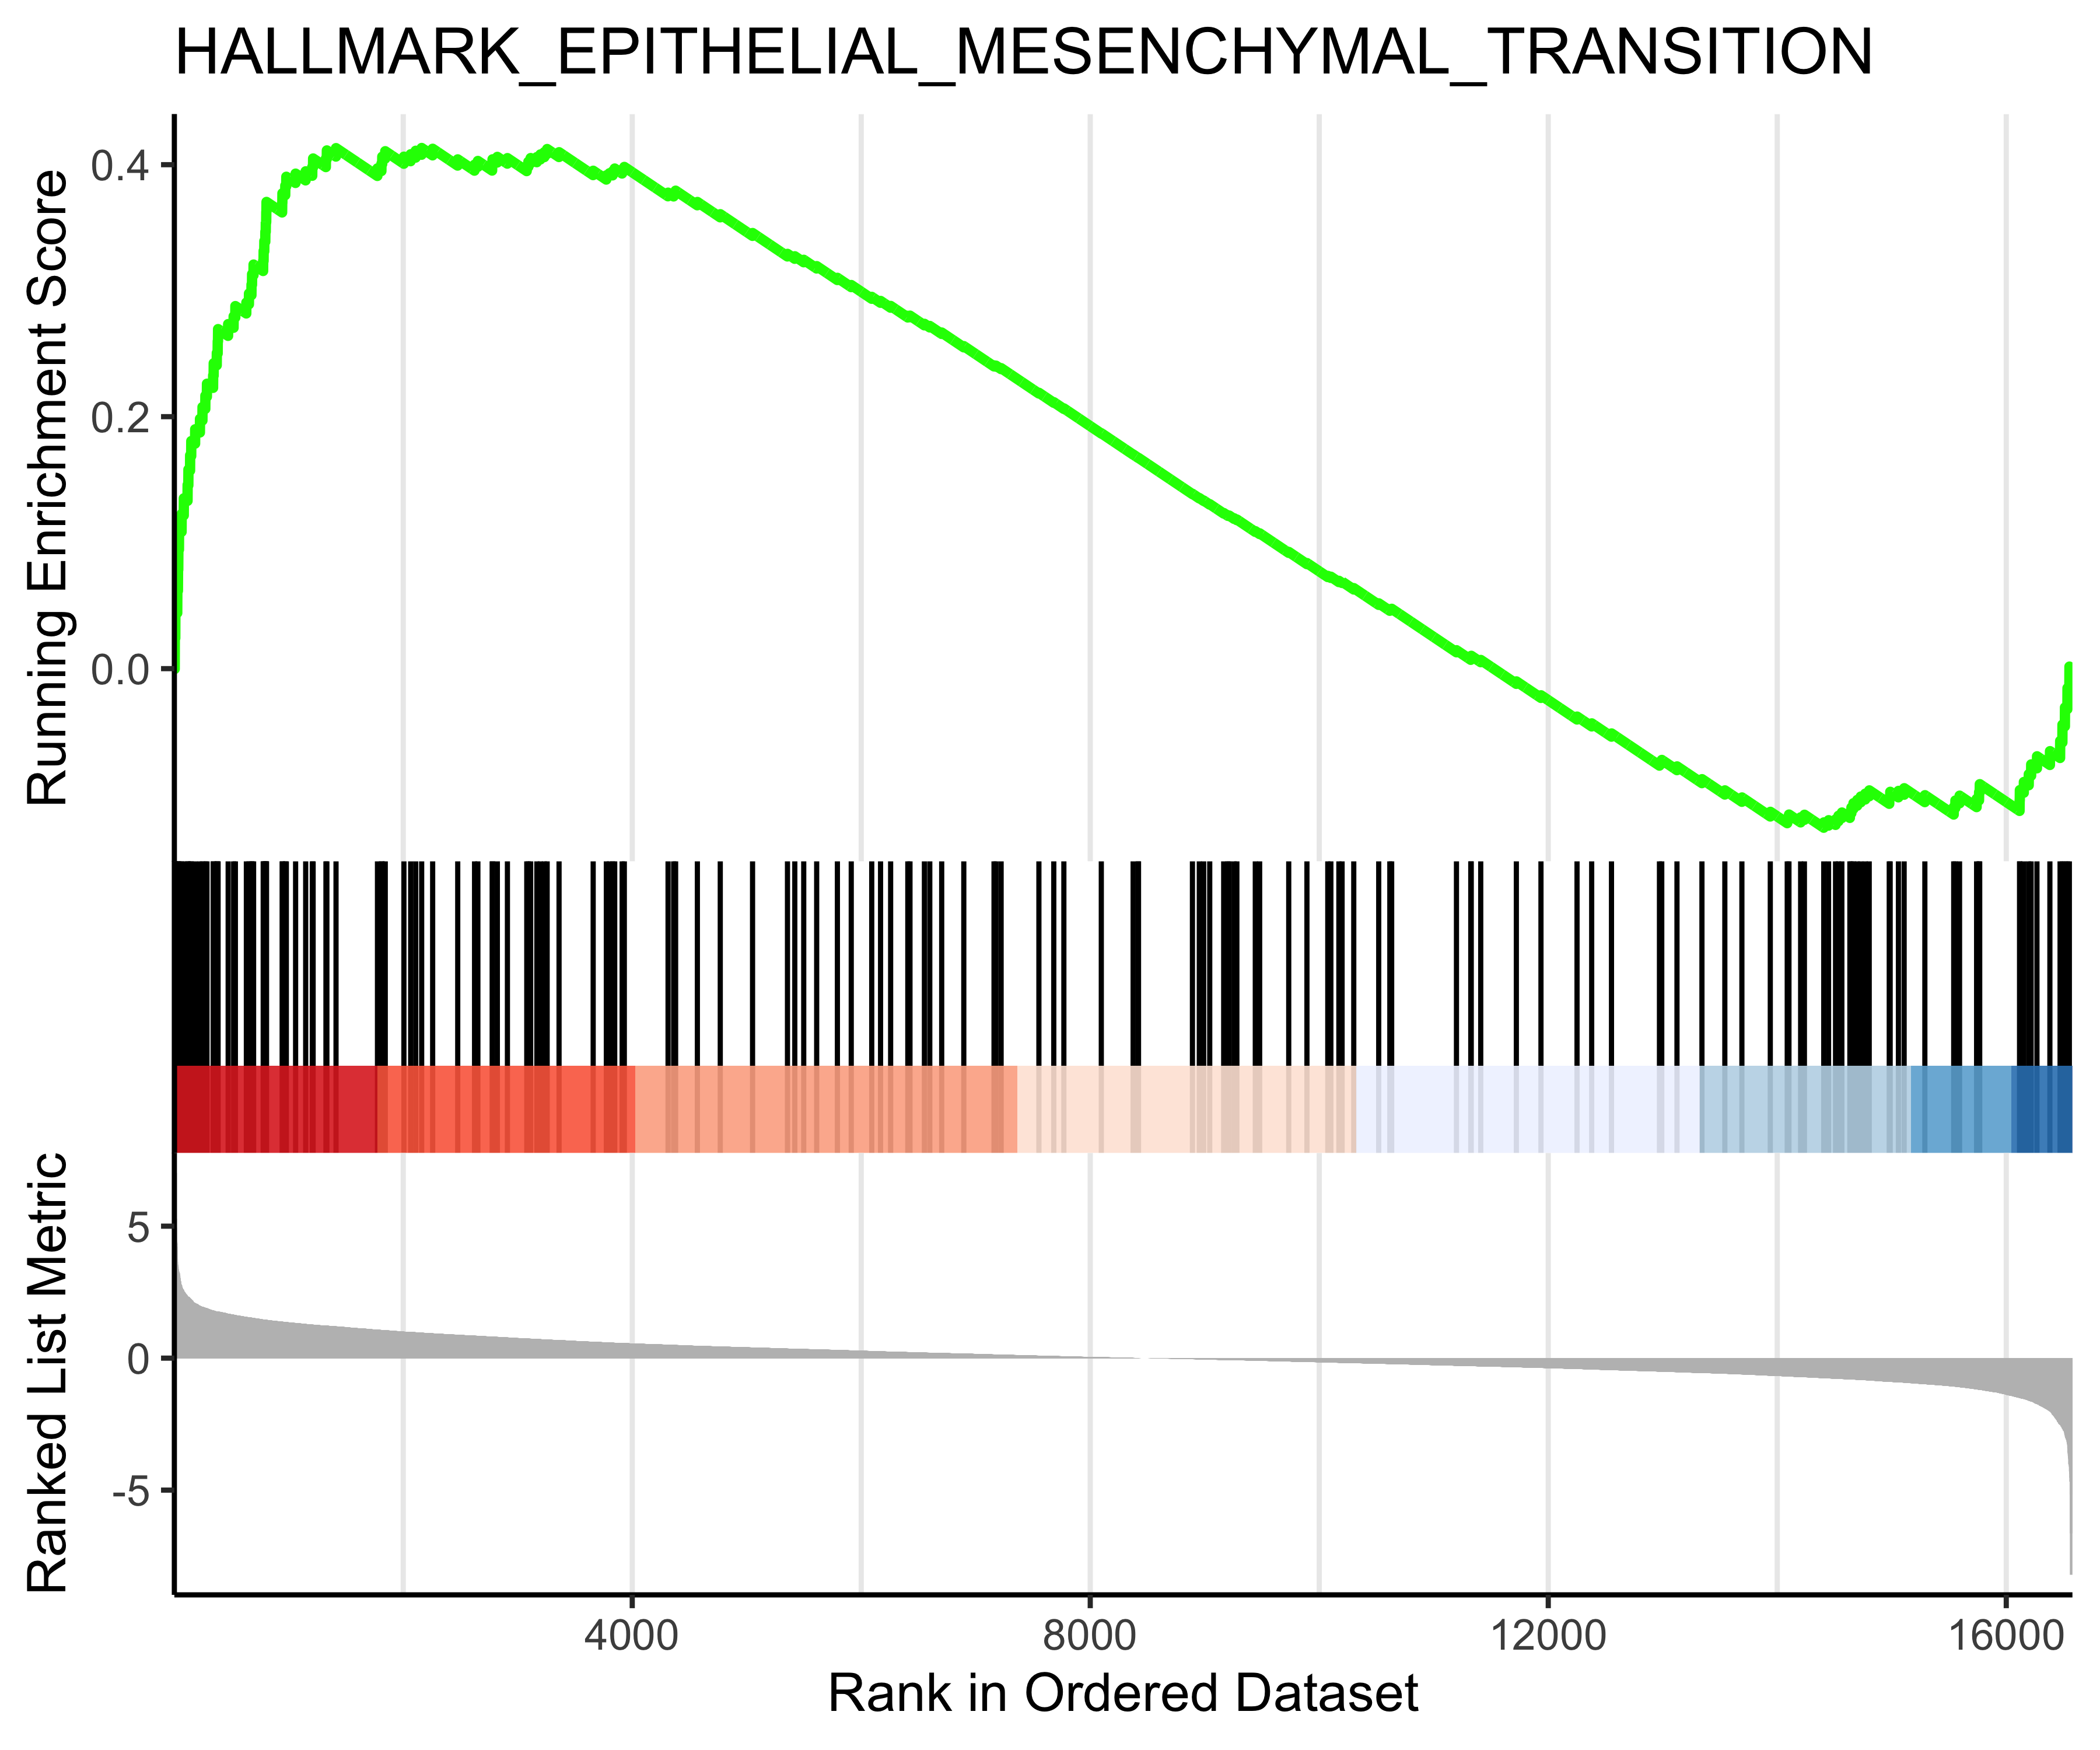 HALLMARK_EPITHELIAL_MESENCHYMAL_TRANSITION
Running Enrichment Score
0.4
0.2
0.0
Ranked List Metric
5
0
-5
4000 8000 12000 16000
Rank in Ordered Dataset